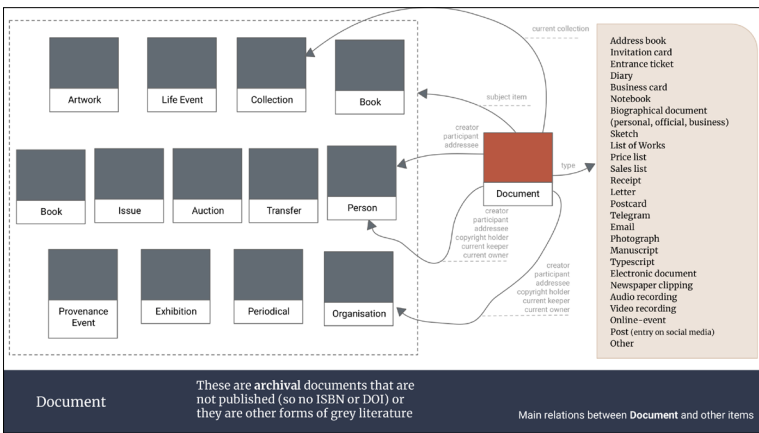 current collection
Artwork
Life Event
Collection
Book
subject item
creator
participant
addressee
Document
type
Book
Issue
Auction
Transfer
Person
creator
participant
addressee
copyright holder
current keeper
current owner
Provenance
Event
Exhibition
Periodical
Organisation
creator
participant
addressee
copyright holder
current keeper
current owner
Address book
Invitation card
Entrance ticket
Diary
Business card
Notebook
Biographical document
(personal, official, business)
Sketch
List of Works
Price list
Sales list
Receipt
Letter
Postcard
Telegram
Email
Photograph
Manuscript
Typescript
Electronic document
Newspaper clipping
Audio recording
Video recording
Online-event
Post (entry on social media)
Other
Document
These are archival documents that are
not published (so no ISBN or DOI) or
they are other forms of grey literature
Main relations between Document and other items